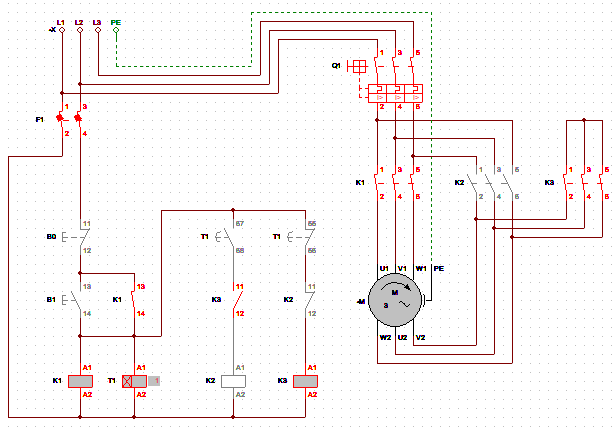 L1 L2 L3 PE
-X
1 3 5
Q1
2 4 6
1 3
F1
2 4
1 3 5
K1
2 4 6
1 3 5
K2
2 4 6
1 3 5
K3
2 4 6
11
B0
12
67
T1
68
55
T1
56
13
B1
14
13
K1
14
11
K3
12
11
K2
12
U1 V1 W1 PE
M
-M
3
W2 U2 V2
A1
K1
A2
A1
T1
1
A2
A1
K2
A2
A1
K3
A2